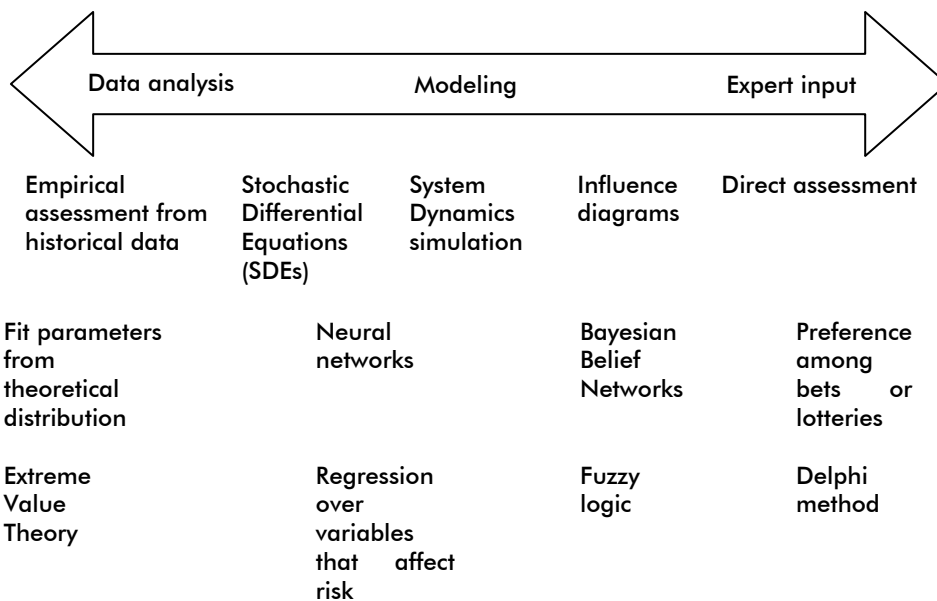 Data analysis Modeling Expert input
Empirical
assessment from
historical data
Stochastic
Differential
Equations
(SDEs)
System
Dynamics
simulation
Influence
diagrams
Direct assessment
Fit parameters
from
theoretical
distribution
Neural
networks
Bayesian
Belief
Networks
Preference
among
bets or
lotteries
Extreme
Value
Theory
Regression
over
variables
that affect
risk
Fuzzy
logic
Delphi
method